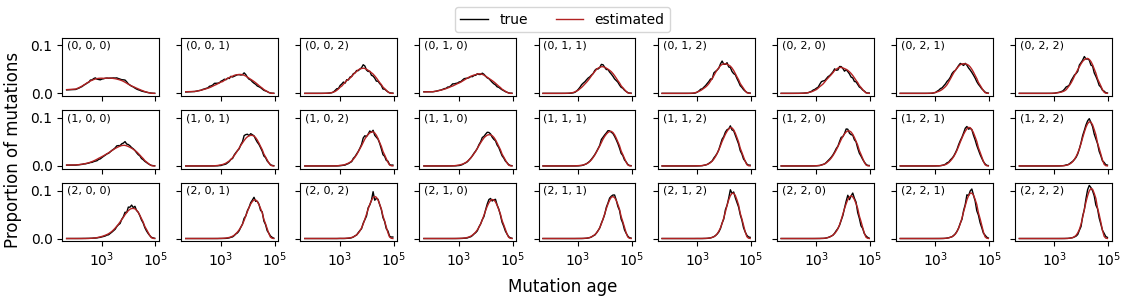 true estimated
Proportion of mutations
0.1 (0, 0, 0) (0, 0, 1) (0, 0, 2) (0, 1, 0) (0, 1, 1) (0, 1, 2) (0, 2, 0) (0, 2, 1) (0, 2, 2)
0.0
0.1 (1, 0, 0) (1, 0, 1) (1, 0, 2) (1, 1, 0) (1, 1, 1) (1, 1, 2) (1, 2, 0) (1, 2, 1) (1, 2, 2)
0.0
0.1 (2, 0, 0) (2, 0, 1) (2, 0, 2) (2, 1, 0) (2, 1, 1) (2, 1, 2) (2, 2, 0) (2, 2, 1) (2, 2, 2)
0.0
10³ 10⁵ 10³ 10⁵ 10³ 10⁵ 10³ 10⁵ 10³ 10⁵ 10³ 10⁵ 10³ 10⁵ 10³ 10⁵ 10³ 10⁵
Mutation age